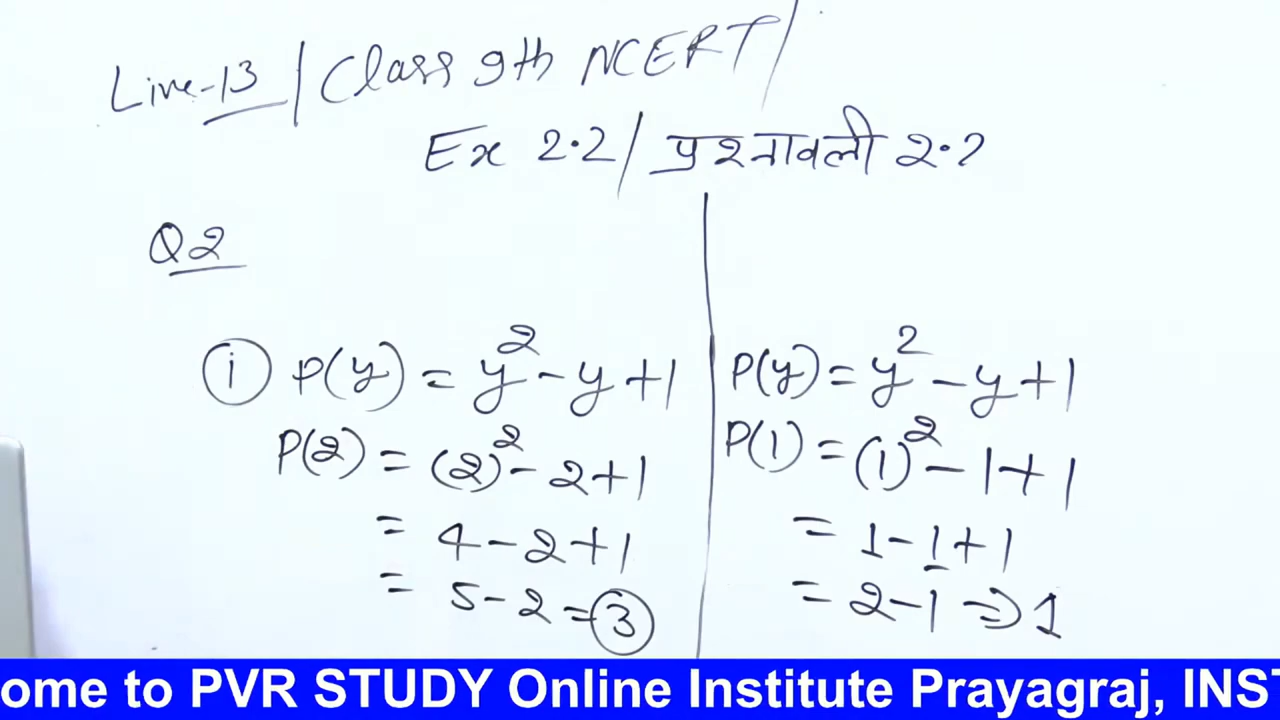 Live-13 / Class 9th NCERT /
Ex 2.2 / प्रश्नावली 2.2
Q2
i P(y) = y² - y + 1
P(2) = (2)² - 2 + 1
= 4 - 2 + 1
= 5 - 2 = 3
P(y) = y² - y + 1
P(1) = (1)² - 1 + 1
= 1 - 1 + 1
= 2 - 1 ⇒ 1
ome to PVR STUDY Online Institute Prayagraj, INST